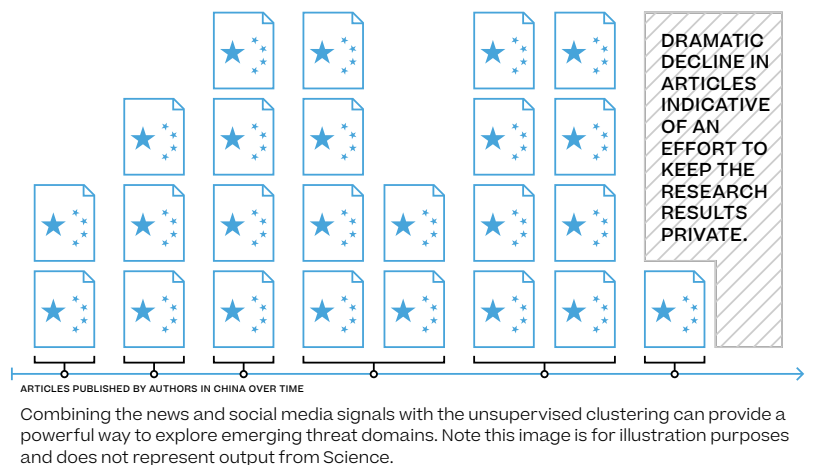 DRAMATIC
DECLINE IN
ARTICLES
INDICATIVE
OF AN
EFFORT TO
KEEP THE
RESEARCH
RESULTS
PRIVATE.
ARTICLES PUBLISHED BY AUTHORS IN CHINA OVER TIME
Combining the news and social media signals with the unsupervised clustering can provide a
powerful way to explore emerging threat domains. Note this image is for illustration purposes
and does not represent output from Science.